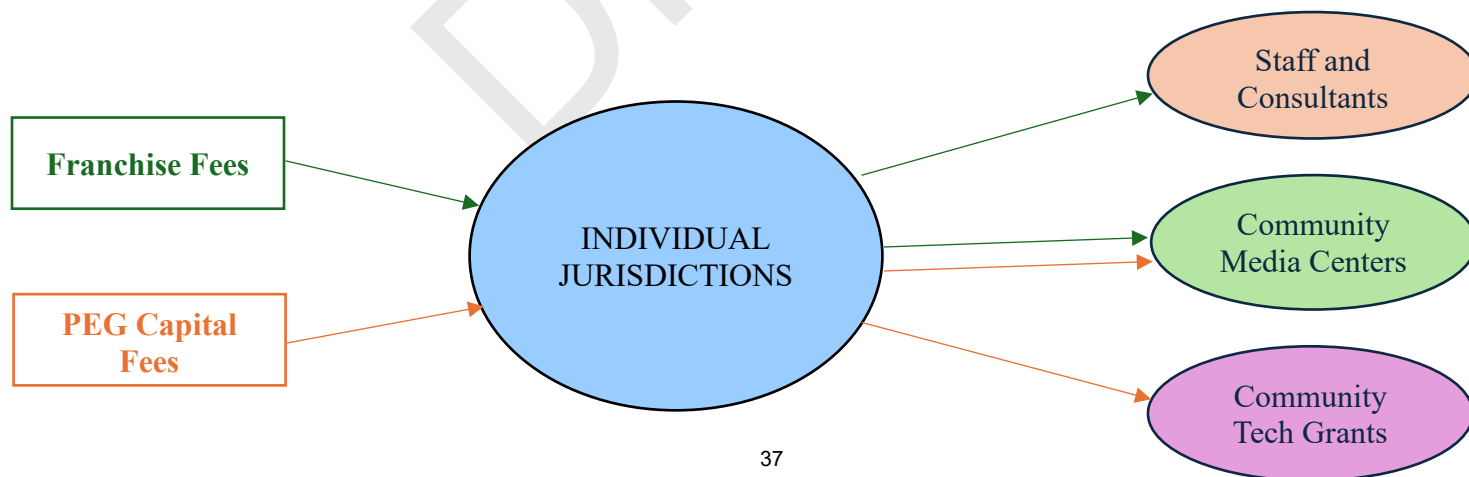 Franchise Fees
PEG Capital
Fees
INDIVIDUAL
JURISDICTIONS
Staff and
Consultants
Community
Media Centers
Community
Tech Grants
37